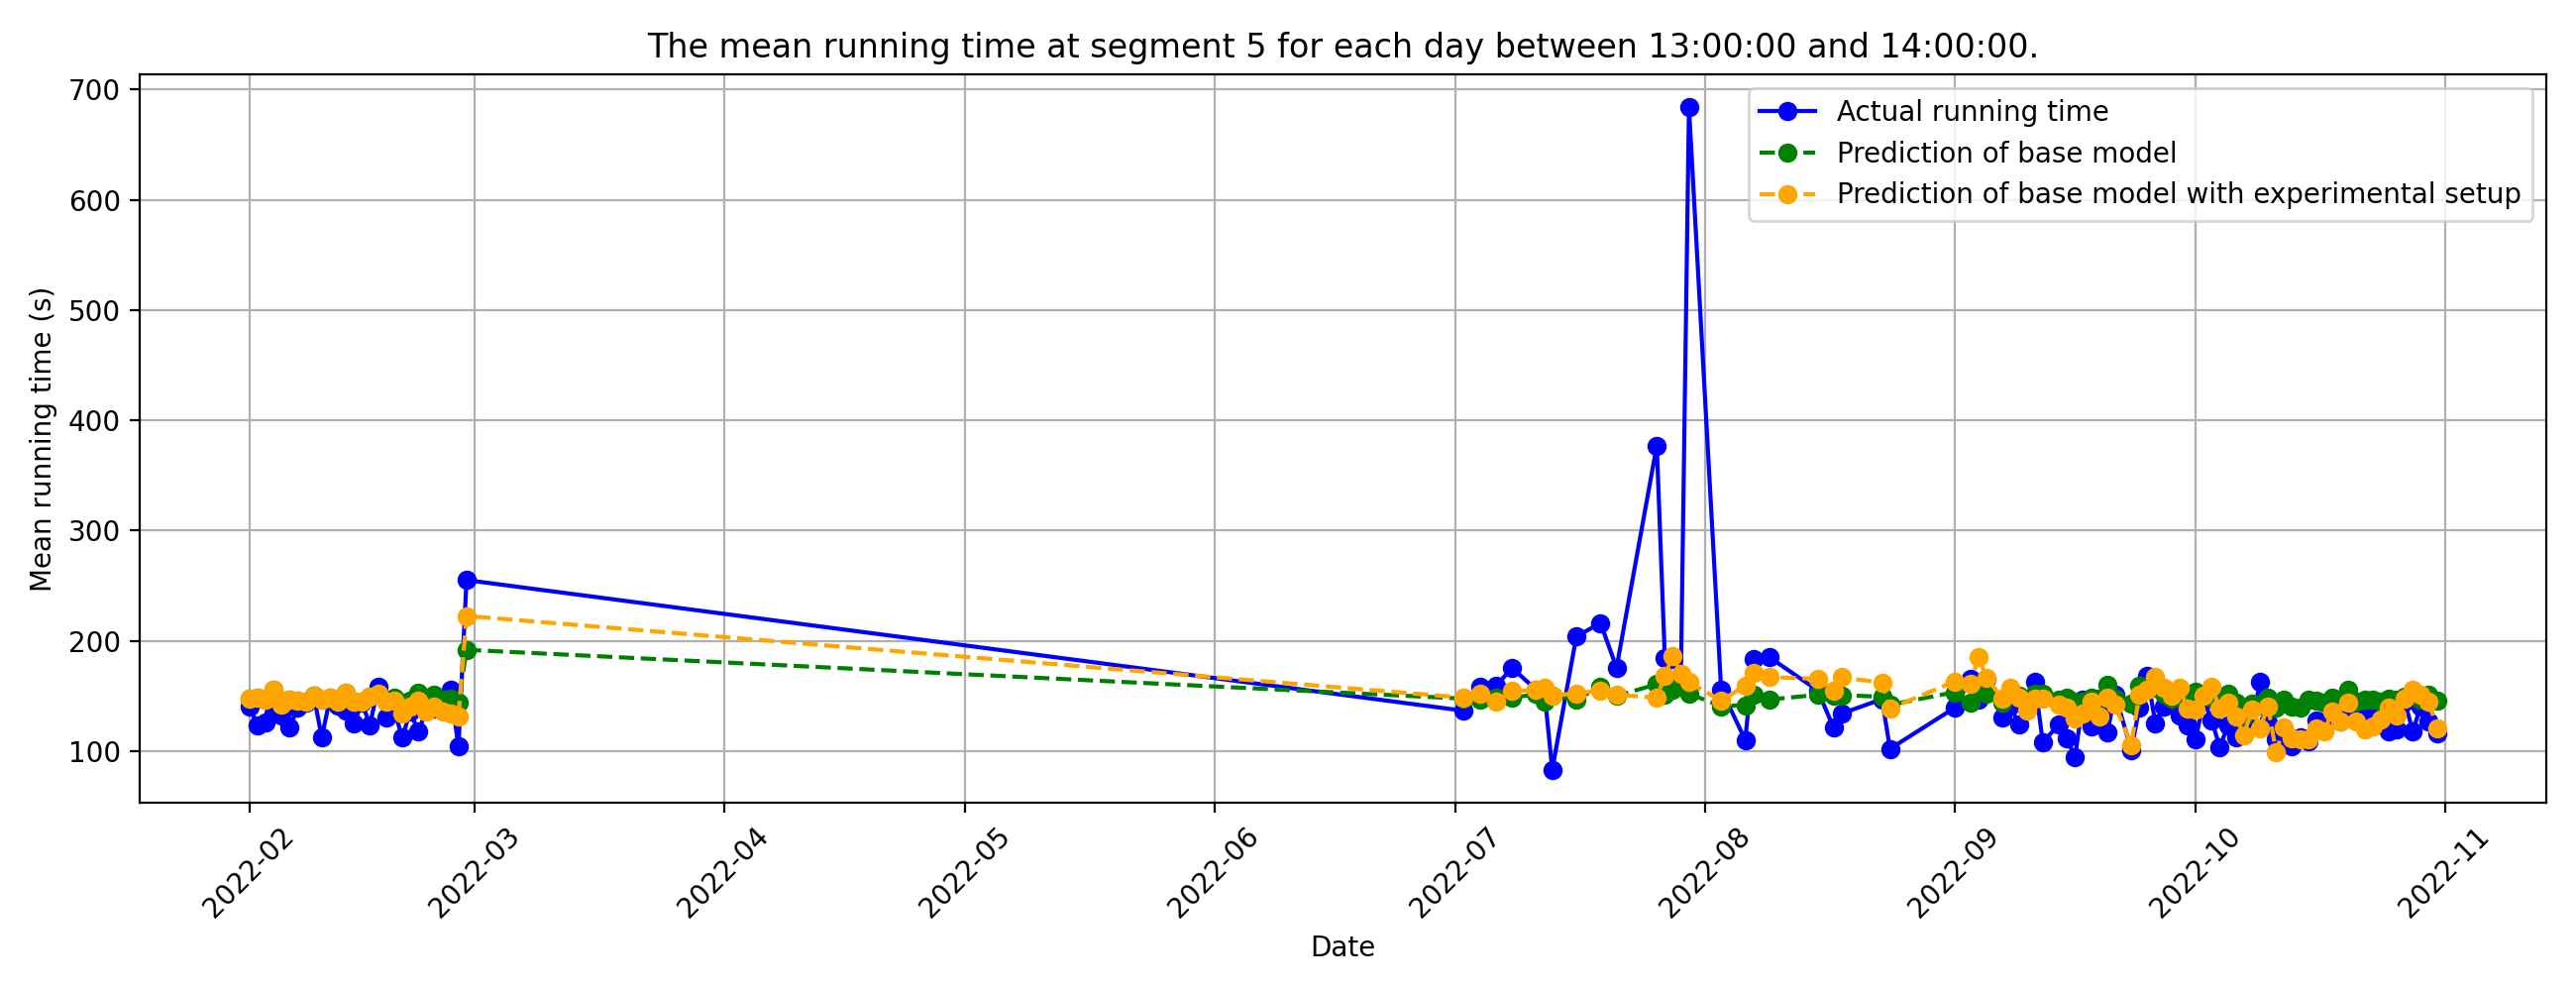 The mean running time at segment 5 for each day between 13:00:00 and 14:00:00.
Mean running time (s)
700
600
500
400
300
200
100
Actual running time
Prediction of base model
Prediction of base model with experimental setup
2022-02
2022-03
2022-04
2022-05
2022-06
2022-07
2022-08
2022-09
2022-10
2022-11
Date